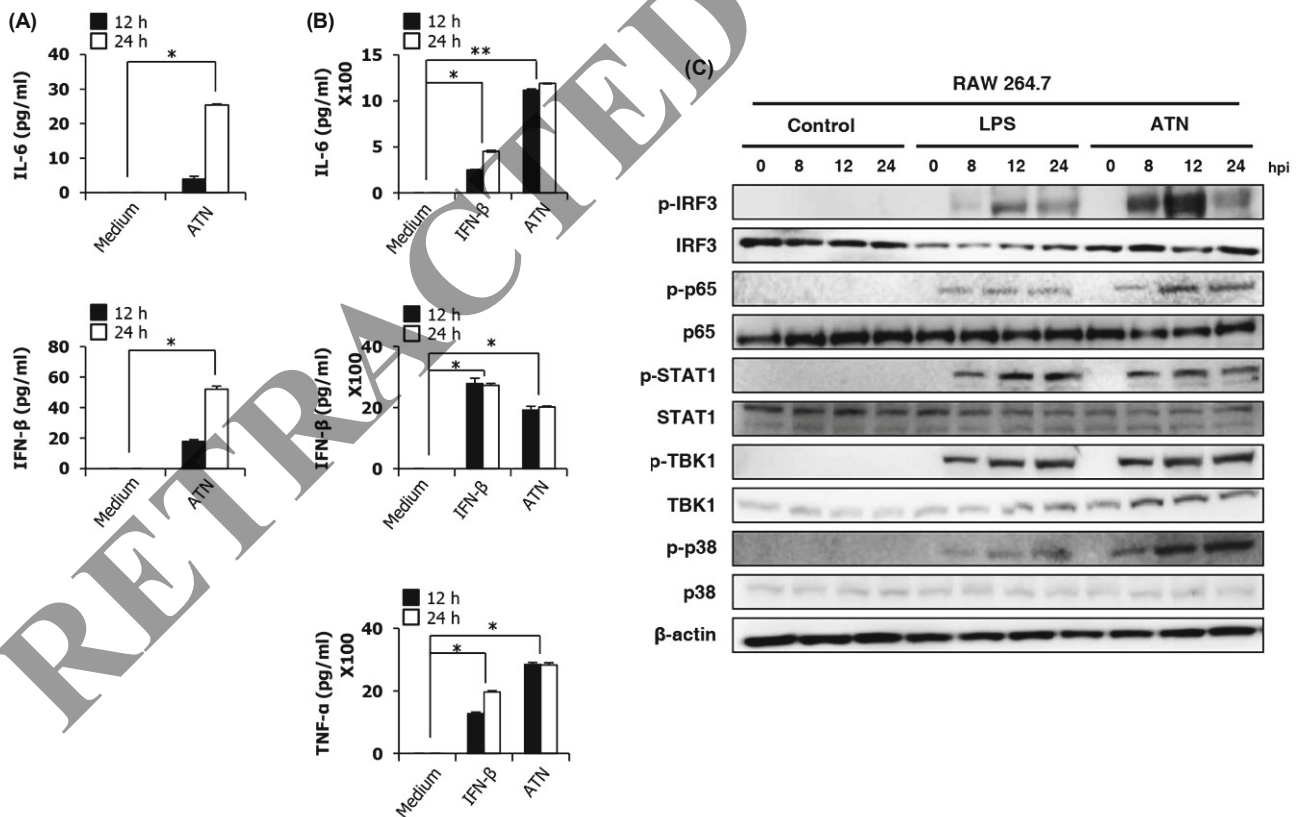 (A)
12 h
24 h
IL-6 (pg/ml)
40
30
20
10
0
*
Medium
ATN
IFN-β (pg/ml)
80
60
40
20
0
*
Medium
ATN
(B)
12 h
24 h
IL-6 (pg/ml)
X100
15
10
5
0
**
*
Medium
IFN-β
ATN
12 h
24 h
IFN-β (pg/ml)
X100
40
20
0
*
*
Medium
IFN-β
ATN
12 h
24 h
TNF-α (pg/ml)
X100
40
20
0
*
*
Medium
IFN-β
ATN
(C)
RAW 264.7
Control LPS ATN
0 8 12 24 0 8 12 24 0 8 12 24 hpi
p-IRF3
IRF3
p-p65
p65
p-STAT1
STAT1
p-TBK1
TBK1
p-p38
p38
β-actin
RETRACTED